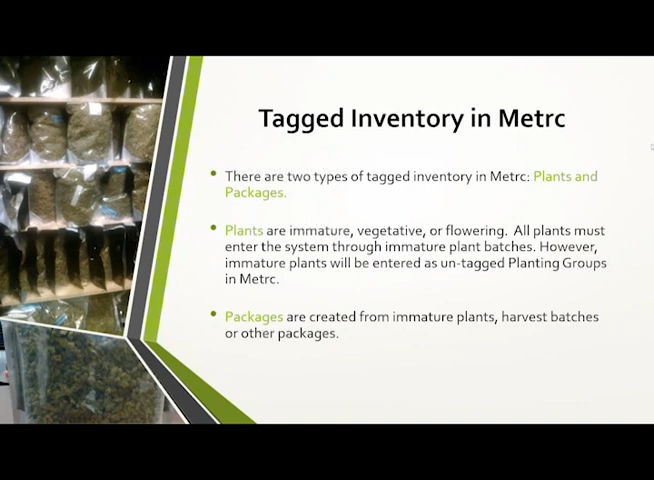 Tagged Inventory in Metrc
• There are two types of tagged inventory in Metrc: Plants and
Packages.
• Plants are immature, vegetative, or flowering. All plants must
enter the system through immature plant batches. However,
immature plants will be entered as un-tagged Planting Groups
in Metrc.
• Packages are created from immature plants, harvest batches
or other packages.